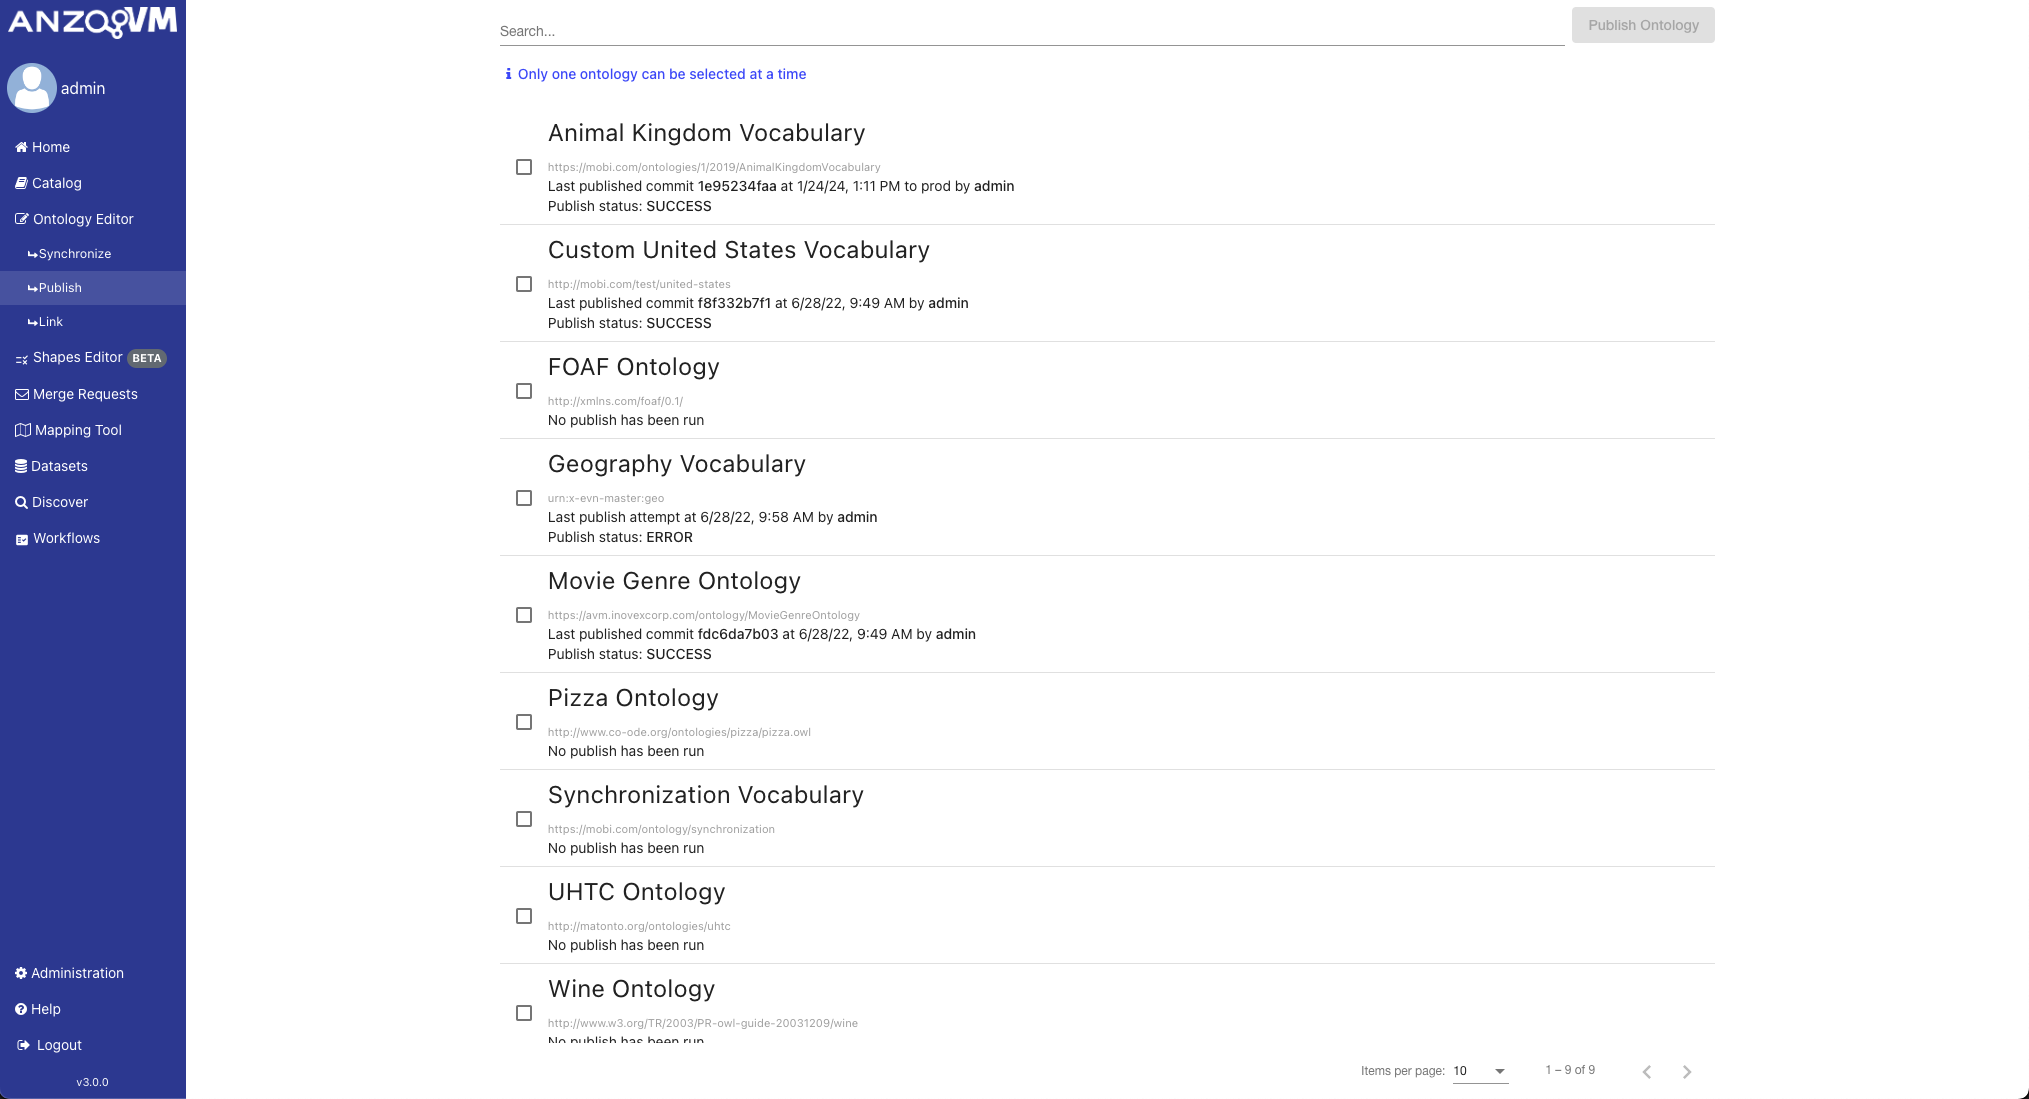 ANZO VM
admin
Home
Catalog
Ontology Editor
Synchronize
Publish
Link
Shapes Editor BETA
Merge Requests
Mapping Tool
Datasets
Discover
Workflows
Administration
Help
Logout
v3.0.0
Search...
Publish Ontology
Only one ontology can be selected at a time
Animal Kingdom Vocabulary
https://mobi.com/ontologies/1/2019/AnimalKingdomVocabulary
Last published commit 1e95234faa at 1/24/24, 1:11 PM to prod by admin
Publish status: SUCCESS
Custom United States Vocabulary
http://mobi.com/test/united-states
Last published commit f8f332b7f1 at 6/28/22, 9:49 AM by admin
Publish status: SUCCESS
FOAF Ontology
http://xmlns.com/foaf/0.1/
No publish has been run
Geography Vocabulary
urn:x-evn-master:geo
Last publish attempt at 6/28/22, 9:58 AM by admin
Publish status: ERROR
Movie Genre Ontology
https://avm.inovexcorp.com/ontology/MovieGenreOntology
Last published commit fdc6da7b03 at 6/28/22, 9:49 AM by admin
Publish status: SUCCESS
Pizza Ontology
http://www.co-ode.org/ontologies/pizza/pizza.owl
No publish has been run
Synchronization Vocabulary
https://mobi.com/ontology/synchronization
No publish has been run
UHTC Ontology
http://matonto.org/ontologies/uhtc
No publish has been run
Wine Ontology
http://www.w3.org/TR/2003/PR-owl-guide-20031209/wine
No publish has been run
Items per page: 10
1 – 9 of 9